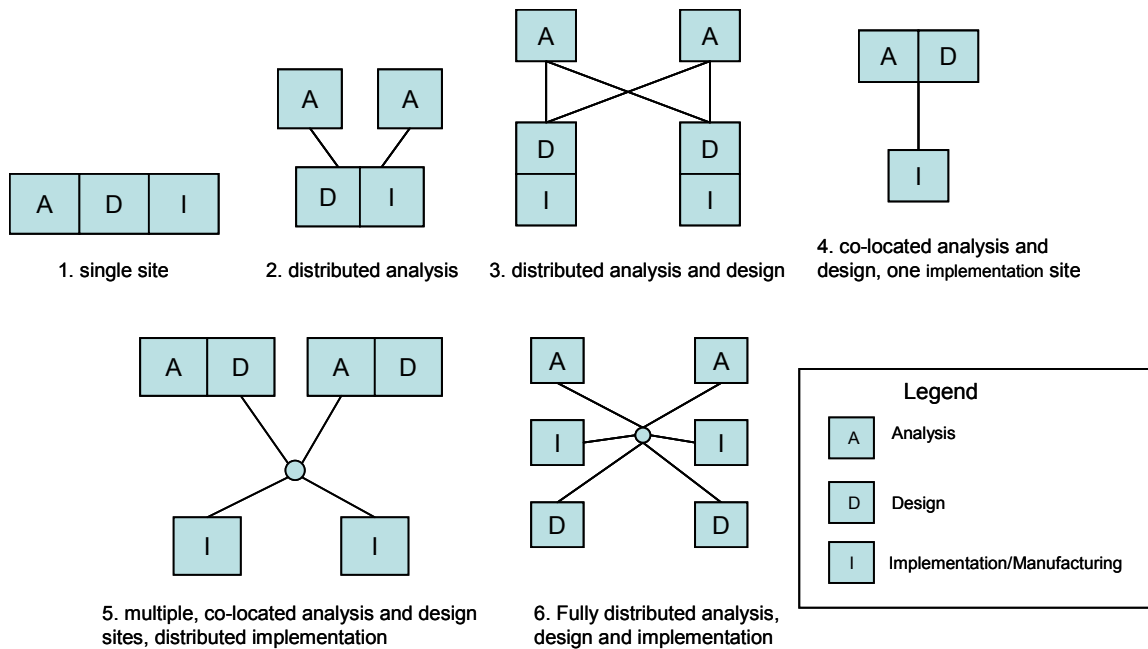 A D I
1. single site
A A
D I
2. distributed analysis
A A
D D
I I
3. distributed analysis and design
A D
I
4. co-located analysis and
design, one implementation site
A D A D
I I
5. multiple, co-located analysis and design
sites, distributed implementation
A A
I I
D D
6. Fully distributed analysis,
design and implementation
Legend
A Analysis
D Design
I Implementation/Manufacturing